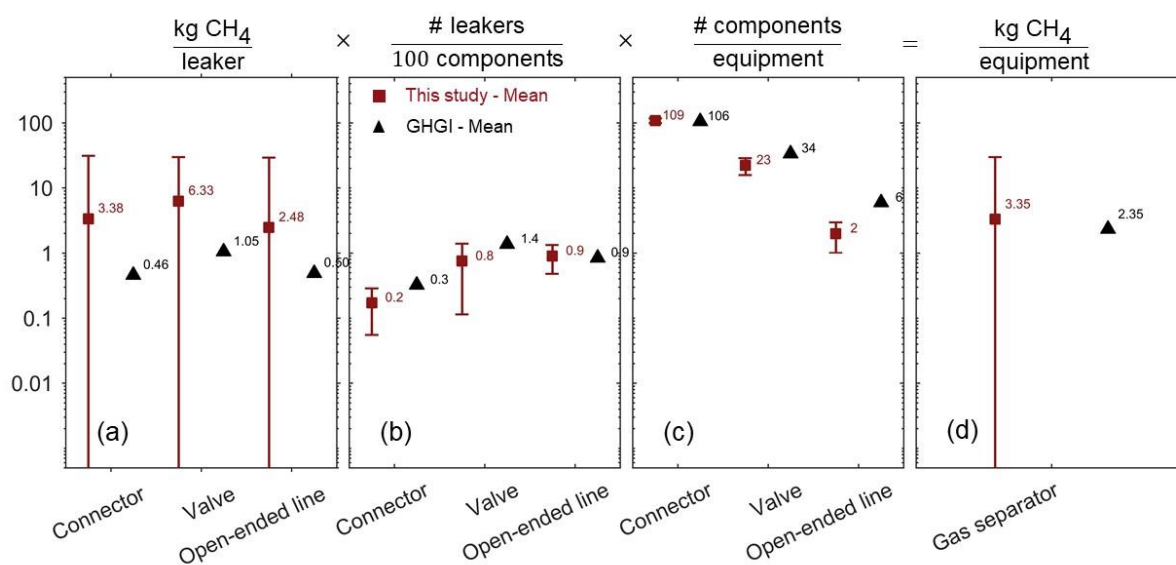 kg CH4 × # leakers × # components = kg CH4
leaker 100 components equipment equipment
This study - Mean
GHGI - Mean
100
10
1
0.1
0.01
3.38
0.46
6.33
1.05
2.48
0.50
0.2
0.3
0.8
1.4
0.9
0.9
109
106
23
34
2
6
3.35
2.35
(a) (b) (c) (d)
Connector
Valve
Open-ended line
Connector
Valve
Open-ended line
Connector
Valve
Open-ended line
Gas separator